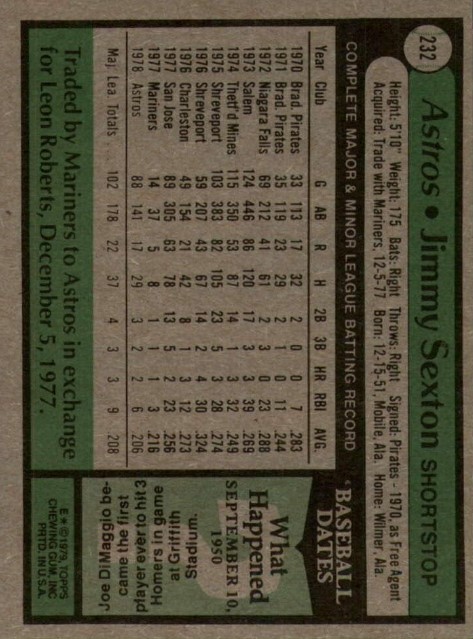 232
Astros • Jimmy Sexton SHORTSTOP
Height: 5'10" Weight: 175 Bats: Right Throws: Right Signed: Pirates - 1970, as Free Agent
Acquired: Trade with Mariners, 12-5-77 Born: 12-15-51, Mobile, Ala. Home: Wilmer, Ala.
COMPLETE MAJOR & MINOR LEAGUE BATTING RECORD
Year Club G AB R H 2B 3B HR RBI AVG.
1970 Brad. Pirates 33 113 17 32 2 0 0 7 .283
1971 Brad. Pirates 35 119 23 29 2 0 0 11 .244
1972 Niagara Falls 69 212 41 61 3 3 0 23 .288
1973 Salem 124 446 86 120 17 3 3 39 .269
1974 Thetf'd Mines 115 350 53 87 14 1 3 32 .249
1975 Shreveport 103 383 82 105 23 5 3 28 .274
1976 Shreveport 59 207 43 67 14 2 4 30 .324
1976 Charleston 49 154 21 42 8 1 3 12 .273
1977 San Jose 89 305 63 78 13 5 2 23 .256
1977 Mariners 14 37 5 8 1 1 1 3 .216
1978 Astros 88 141 17 29 3 2 2 6 .206
Maj. Lea. Totals 102 178 22 37 4 3 3 9 .208
Traded by Mariners to Astros in exchange
for Leon Roberts, December 5, 1977.
BASEBALL
DATES
What
Happened
SEPTEMBER 10,
1950
Joe DiMaggio be-
came the first
player ever to hit 3
Homers in a game
at Griffith
Stadium.
E ✱ © 1979, TOPPS
CHEWING GUM, INC.
PRTD. IN U.S.A.